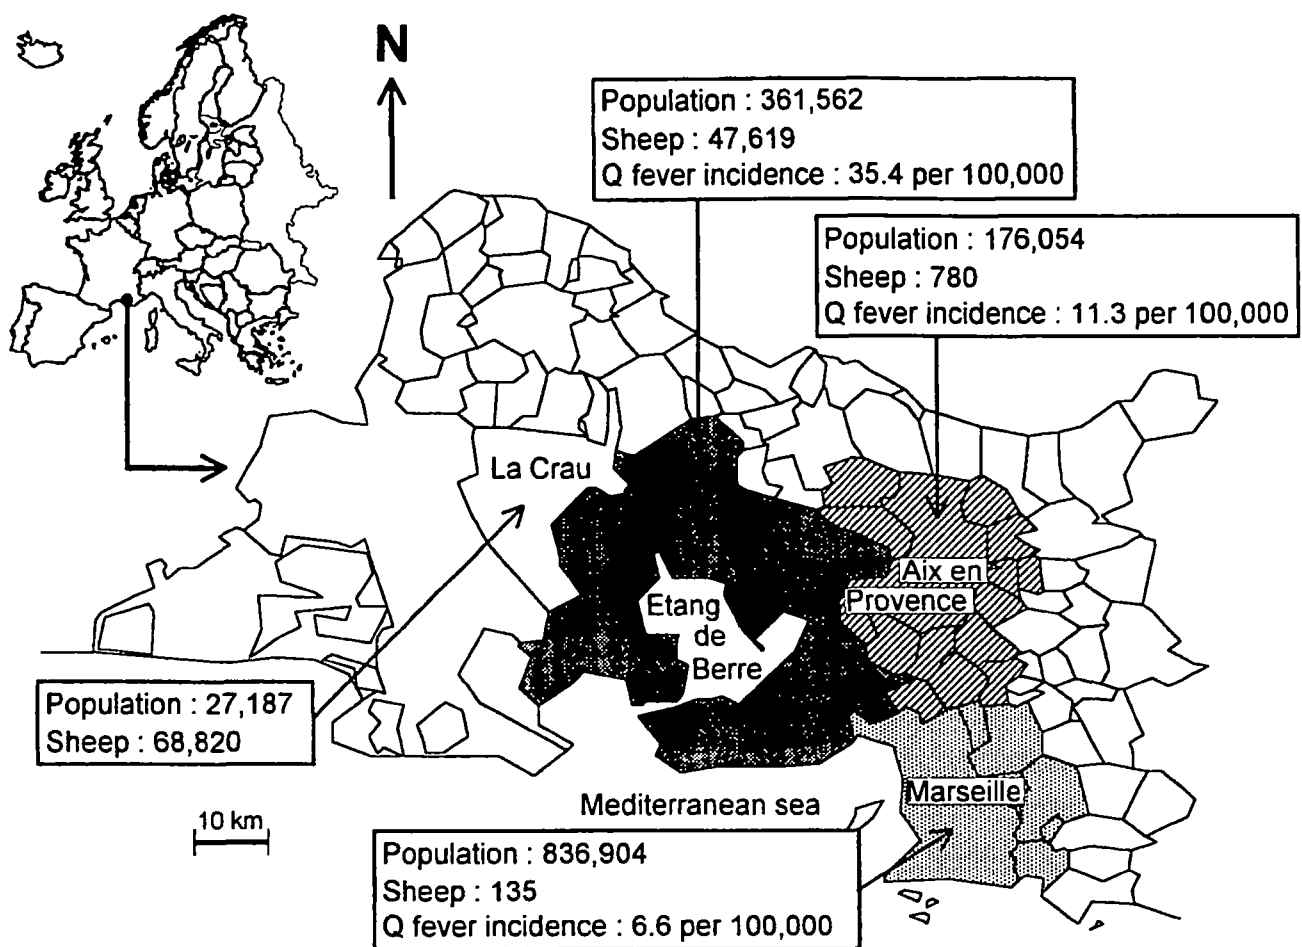 N
Population : 361,562
Sheep : 47,619
Q fever incidence : 35.4 per 100,000
Population : 176,054
Sheep : 780
Q fever incidence : 11.3 per 100,000
La Crau
Aix en
Provence
Etang
de
Berre
Population : 27,187
Sheep : 68,820
Marseille
Mediterranean sea
10 km
Population : 836,904
Sheep : 135
Q fever incidence : 6.6 per 100,000